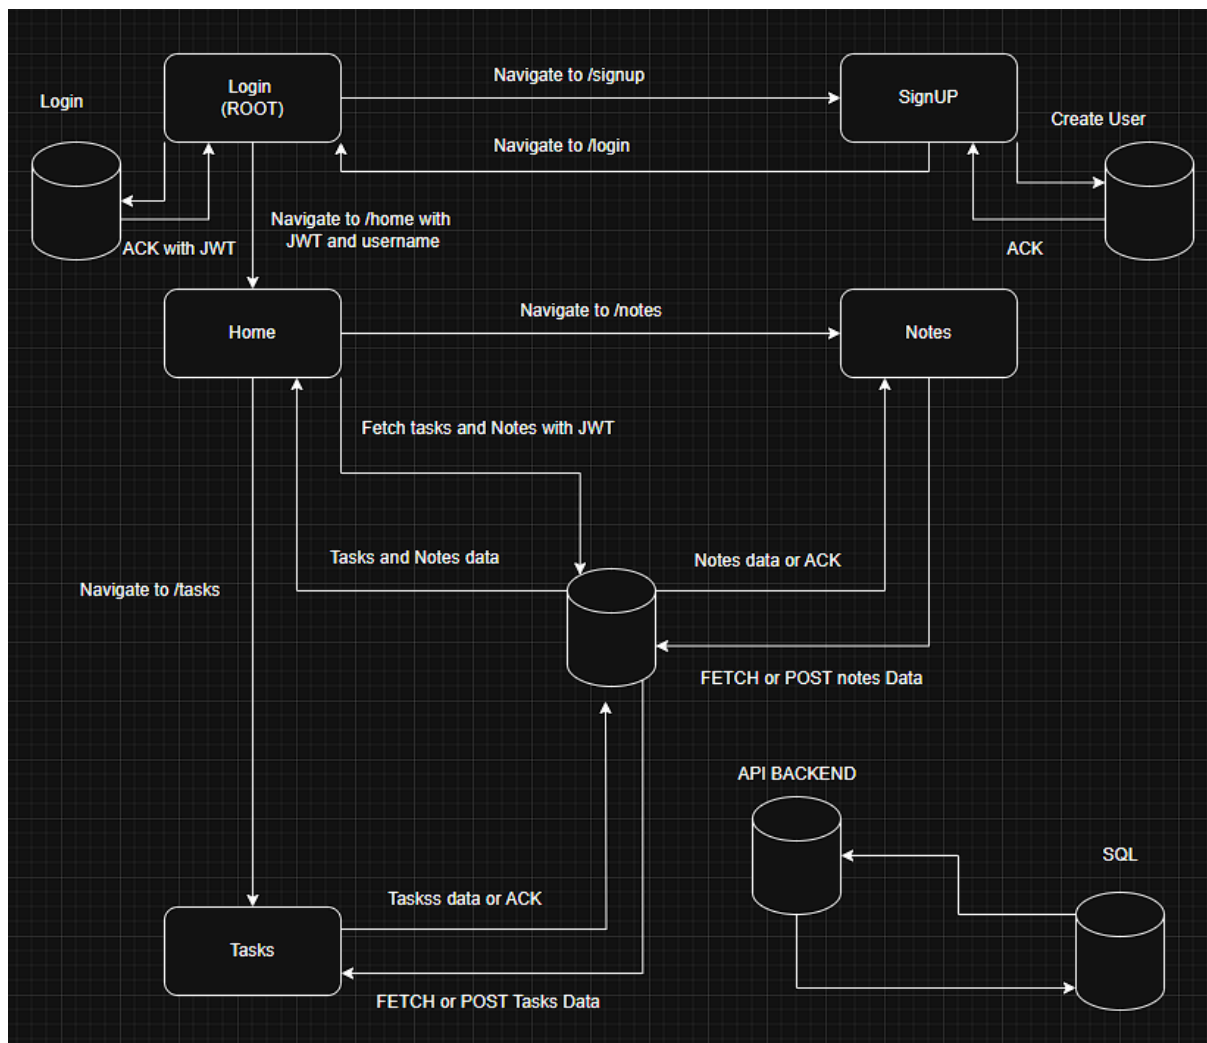 Login
Login
(ROOT)
Navigate to /signup
SignUP
Create User
Navigate to /login
Navigate to /home with
JWT and username
ACK with JWT
ACK
Home
Navigate to /notes
Notes
Fetch tasks and Notes with JWT
Tasks and Notes data
Notes data or ACK
Navigate to /tasks
FETCH or POST notes Data
API BACKEND
SQL
Taskss data or ACK
Tasks
FETCH or POST Tasks Data